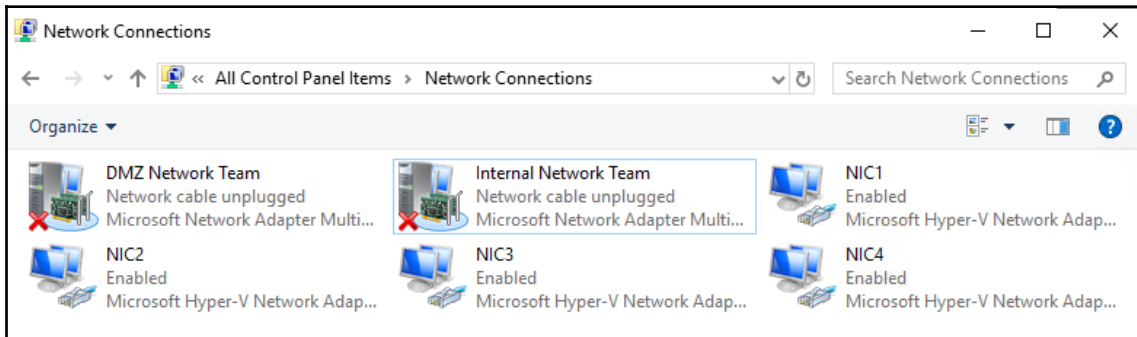 Network Connections
« All Control Panel Items › Network Connections
Search Network Connections
Organize
DMZ Network Team
Network cable unplugged
Microsoft Network Adapter Multi...
Internal Network Team
Network cable unplugged
Microsoft Network Adapter Multi...
NIC1
Enabled
Microsoft Hyper-V Network Adap...
NIC2
Enabled
Microsoft Hyper-V Network Adap...
NIC3
Enabled
Microsoft Hyper-V Network Adap...
NIC4
Enabled
Microsoft Hyper-V Network Adap...